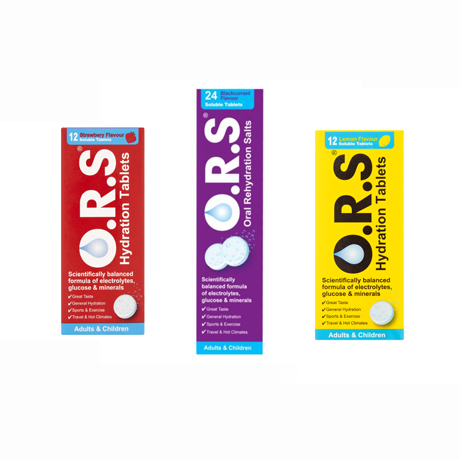 12 Strawberry Flavour
Soluble Tablets
O.R.S®
Hydration Tablets
Scientifically balanced
formula of electrolytes,
glucose & minerals
✓ Great Taste
✓ General Hydration
✓ Sports & Exercise
✓ Travel & Hot Climates
Adults & Children
24 Blackcurrant
Flavour
Soluble Tablets
O.R.S®
Oral Rehydration Salts
Scientifically
balanced formula
of electrolytes,
glucose & minerals
✓ Great Taste
✓ General Hydration
✓ Sports & Exercise
✓ Travel & Hot Climates
Adults & Children
12 Lemon Flavour
Soluble Tablets
O.R.S®
Hydration Tablets
Scientifically balanced
formula of electrolytes,
glucose & minerals
✓ Great Taste
✓ General Hydration
✓ Sports & Exercise
✓ Travel & Hot Climates
Adults & Children